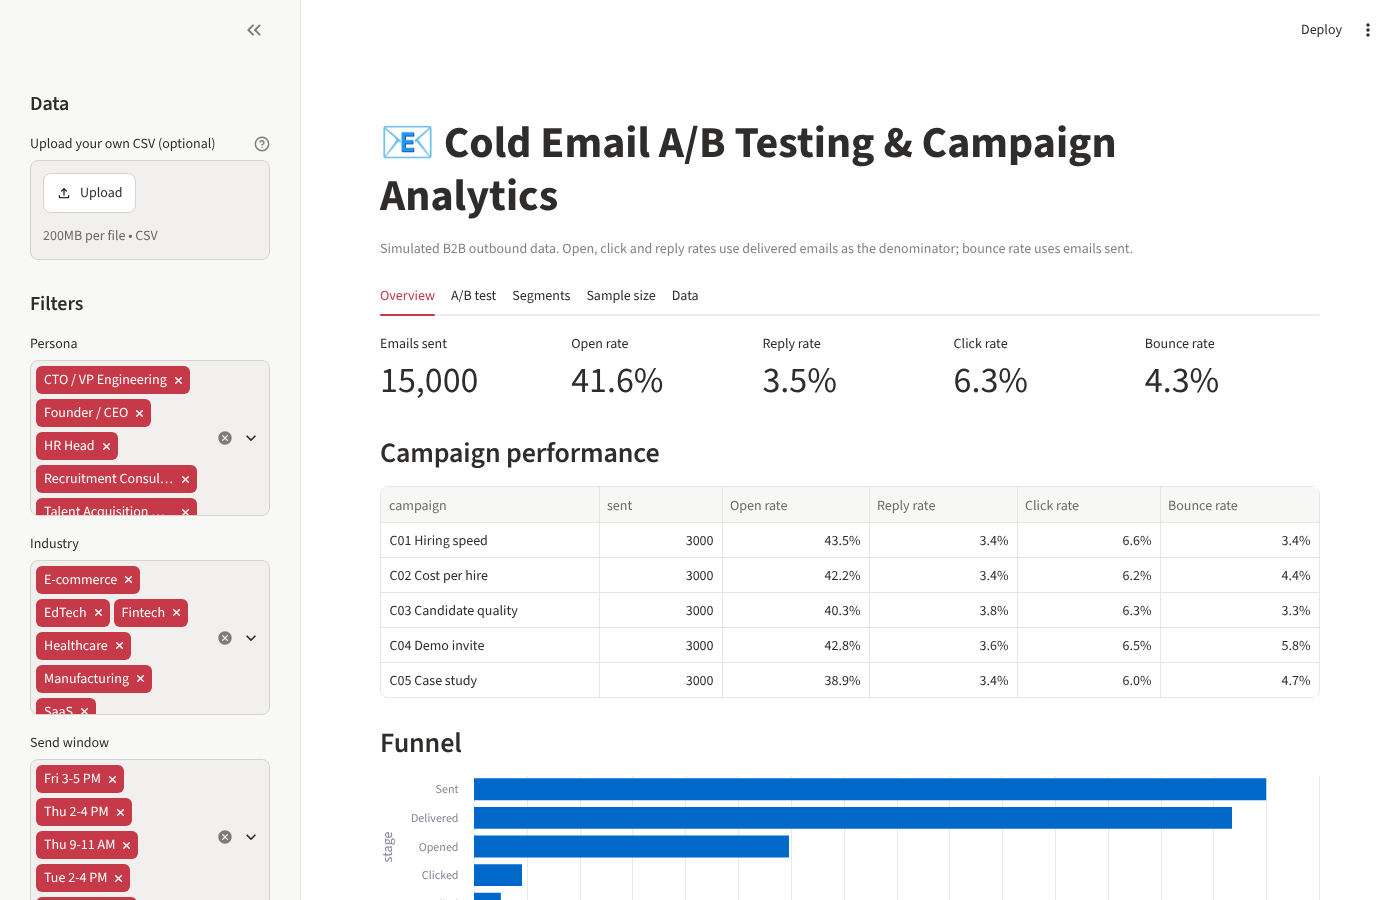 Deploy
Data
Upload your own CSV (optional)
Upload
200MB per file • CSV
Filters
Persona
CTO / VP Engineering
Founder / CEO
HR Head
Recruitment Consul...
Talent Acquisition ...
Industry
E-commerce
EdTech Fintech
Healthcare
Manufacturing
SaaS
Send window
Fri 3-5 PM
Thu 2-4 PM
Thu 9-11 AM
Tue 2-4 PM
Cold Email A/B Testing & Campaign
Analytics
Simulated B2B outbound data. Open, click and reply rates use delivered emails as the denominator; bounce rate uses emails sent.
Overview A/B test Segments Sample size Data
Emails sent Open rate Reply rate Click rate Bounce rate
15,000 41.6% 3.5% 6.3% 4.3%
Campaign performance
campaign sent Open rate Reply rate Click rate Bounce rate
C01 Hiring speed 3000 43.5% 3.4% 6.6% 3.4%
C02 Cost per hire 3000 42.2% 3.4% 6.2% 4.4%
C03 Candidate quality 3000 40.3% 3.8% 6.3% 3.3%
C04 Demo invite 3000 42.8% 3.6% 6.5% 5.8%
C05 Case study 3000 38.9% 3.4% 6.0% 4.7%
Funnel
stage
Sent
Delivered
Opened
Clicked